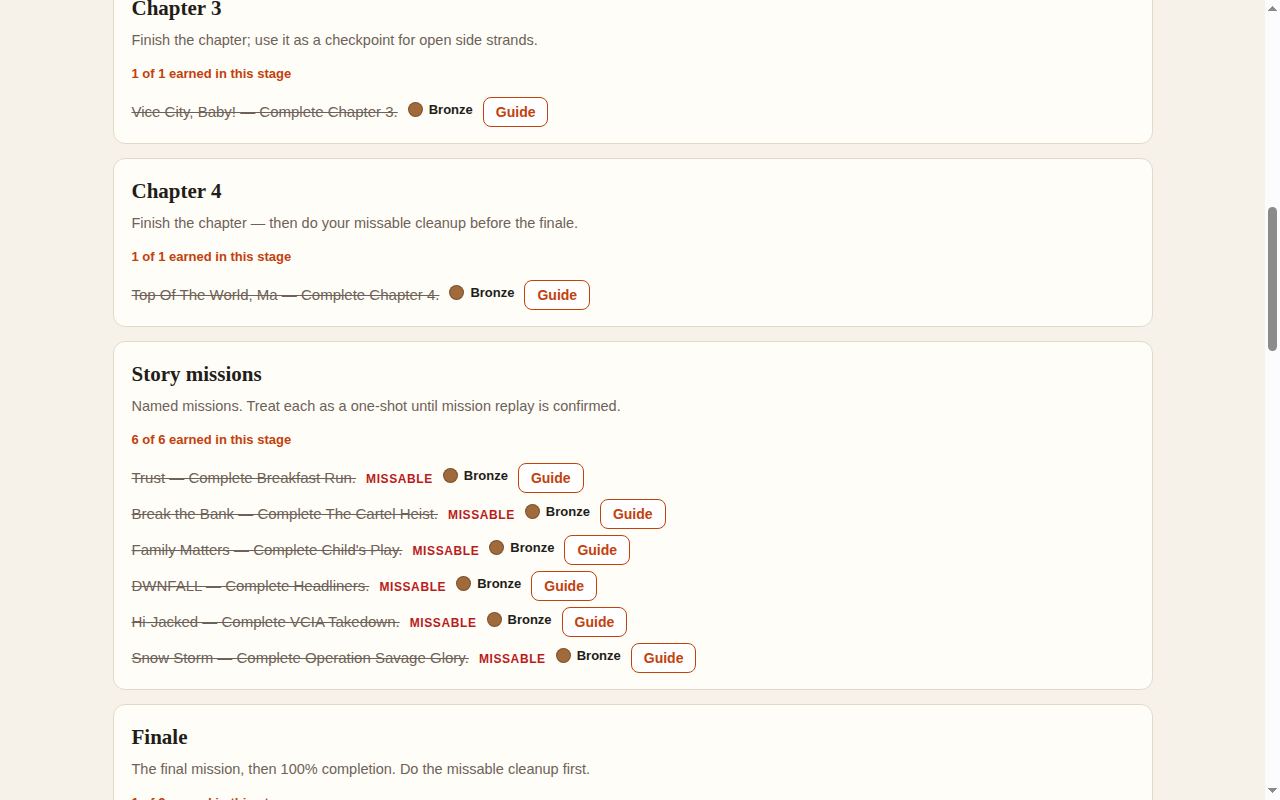 Chapter 3
Finish the chapter; use it as a checkpoint for open side strands.
1 of 1 earned in this stage
Vice City, Baby! — Complete Chapter 3. Bronze Guide
Chapter 4
Finish the chapter — then do your missable cleanup before the finale.
1 of 1 earned in this stage
Top Of The World, Ma — Complete Chapter 4. Bronze Guide
Story missions
Named missions. Treat each as a one-shot until mission replay is confirmed.
6 of 6 earned in this stage
Trust — Complete Breakfast Run. MISSABLE Bronze Guide
Break the Bank — Complete The Cartel Heist. MISSABLE Bronze Guide
Family Matters — Complete Child's Play. MISSABLE Bronze Guide
DWNFALL — Complete Headliners. MISSABLE Bronze Guide
Hi-Jacked — Complete VCIA Takedown. MISSABLE Bronze Guide
Snow Storm — Complete Operation Savage Glory. MISSABLE Bronze Guide
Finale
The final mission, then 100% completion. Do the missable cleanup first.